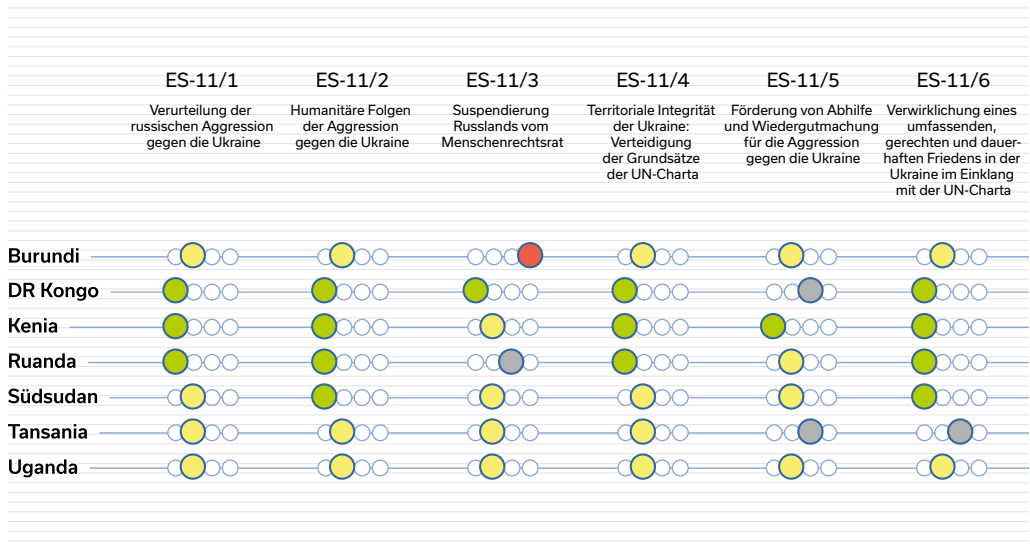 ES-11/1
Verurteilung der
russischen Aggression
gegen die Ukraine
ES-11/2
Humanitäre Folgen
der Aggression
gegen die Ukraine
ES-11/3
Suspendierung
Russlands vom
Menschenrechtsrat
ES-11/4
Territoriale Integrität
der Ukraine:
Verteidigung
der Grundsätze
der UN-Charta
ES-11/5
Förderung von Abhilfe
und Wiedergutmachung
für die Aggression
gegen die Ukraine
ES-11/6
Verwirklichung eines
umfassenden,
gerechten und dauer-
haften Friedens in der
Ukraine im Einklang
mit der UN-Charta
Burundi
DR Kongo
Kenia
Ruanda
Südsudan
Tansania
Uganda